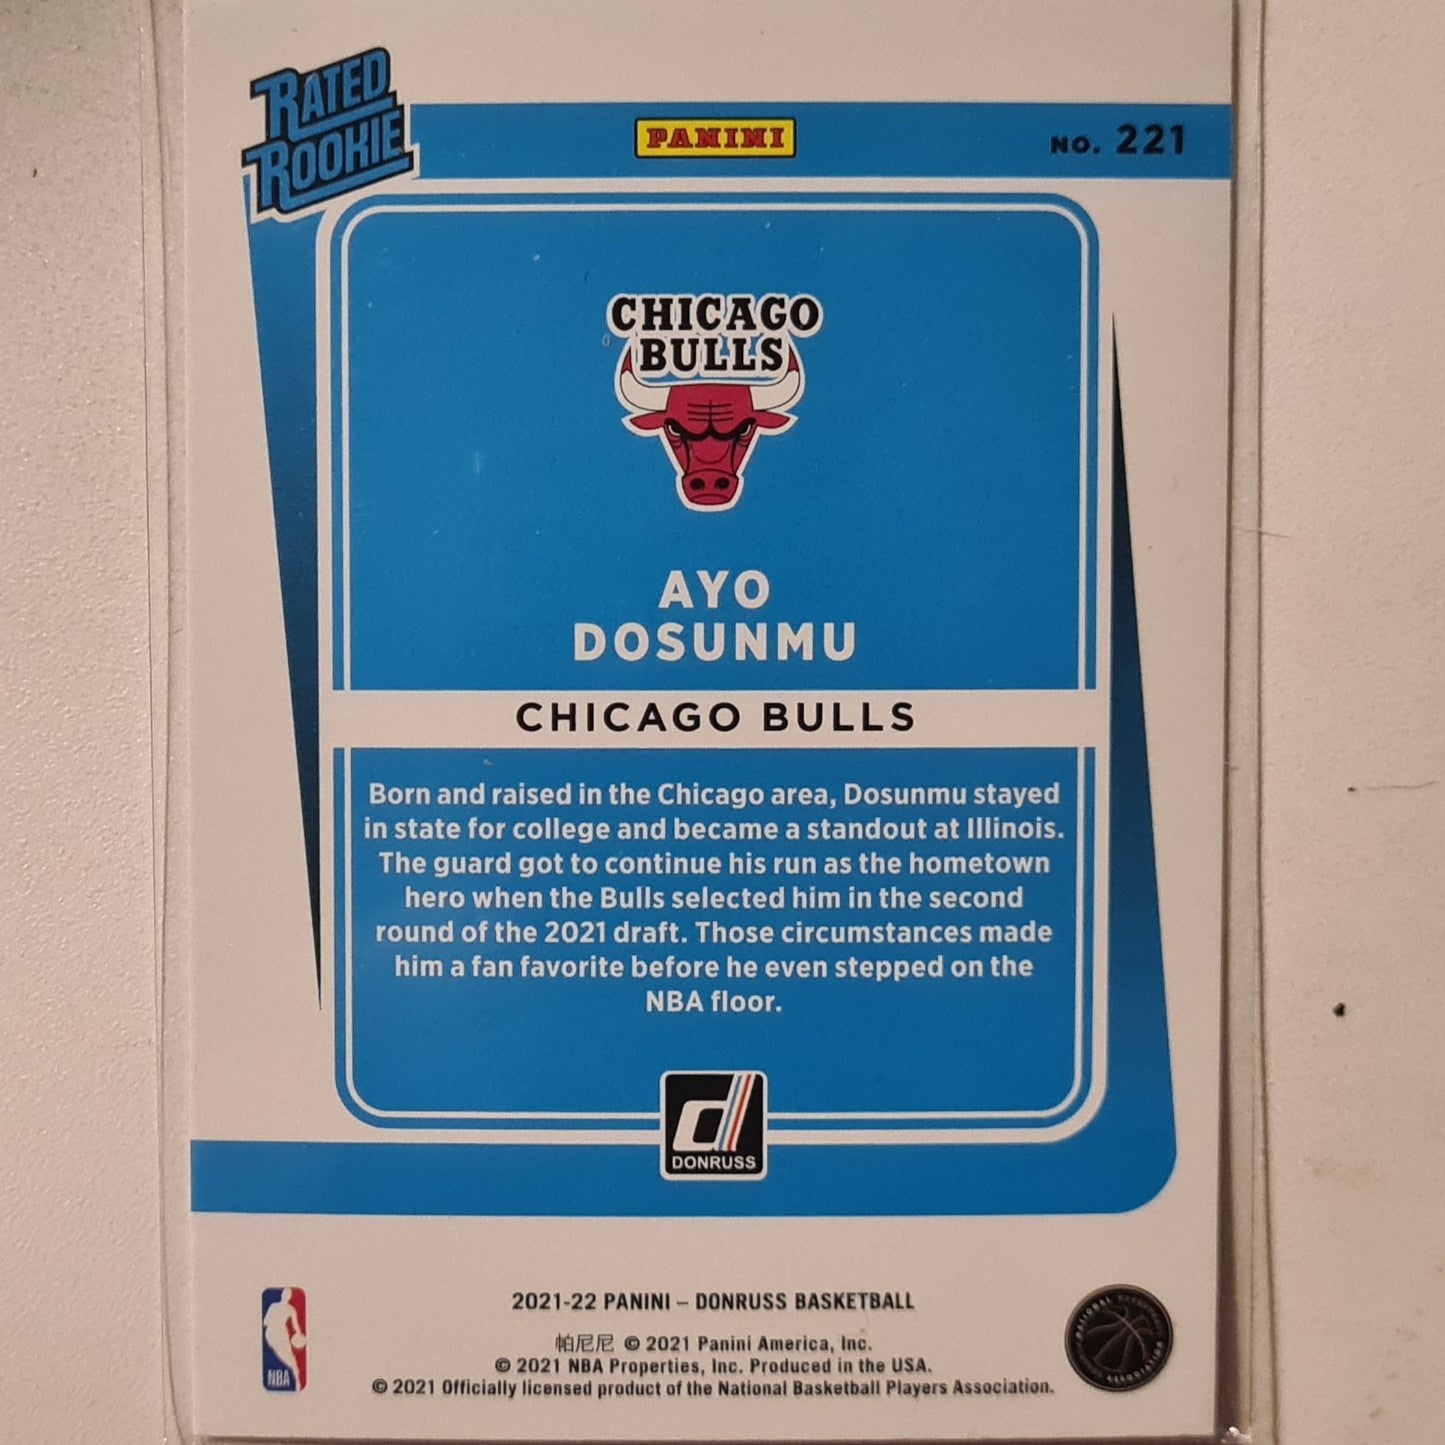 RATED
ROOKIE
PANINI
NO. 221
CHICAGO
BULLS
AYO
DOSUNMU
CHICAGO BULLS
Born and raised in the Chicago area, Dosunmu stayed
in state for college and became a standout at Illinois.
The guard got to continue his run as the hometown
hero when the Bulls selected him in the second
round of the 2021 draft. Those circumstances made
him a fan favorite before he even stepped on the
NBA floor.
d
DONRUSS
2021-22 PANINI – DONRUSS BASKETBALL
帕尼尼 © 2021 Panini America, Inc.
© 2021 NBA Properties, Inc. Produced in the USA.
© 2021 Officially licensed product of the National Basketball Players Association.
NBA
NATIONAL BASKETBALL
ASSOCIATION